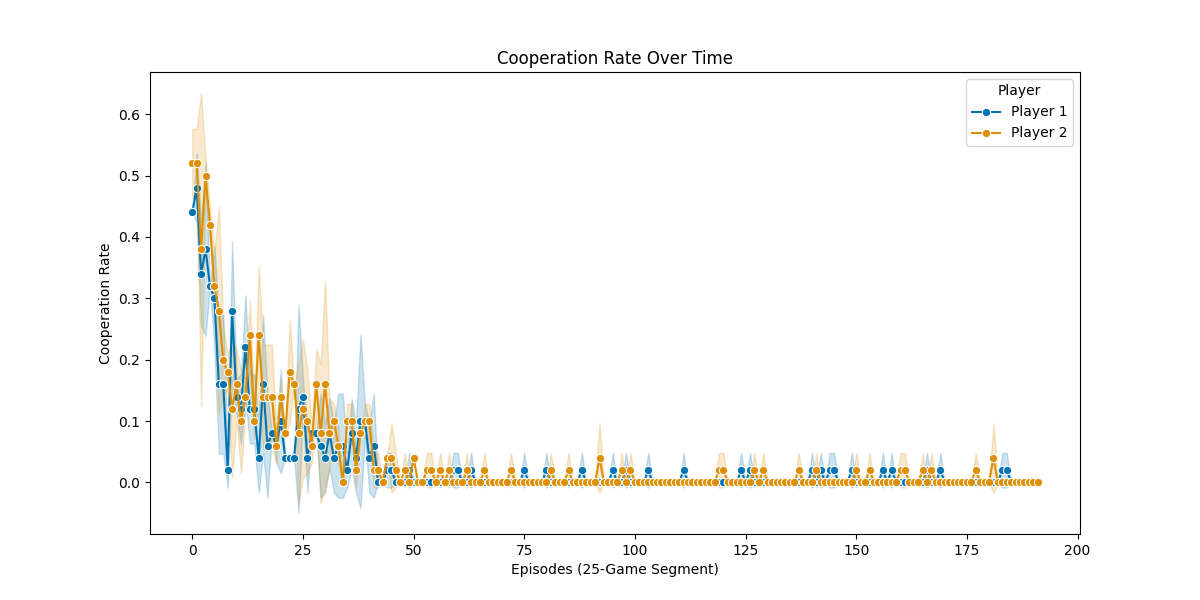 Cooperation Rate Over Time
Cooperation Rate
0.6
0.5
0.4
0.3
0.2
0.1
0.0
Player
Player 1
Player 2
0 25 50 75 100 125 150 175 200
Episodes (25-Game Segment)